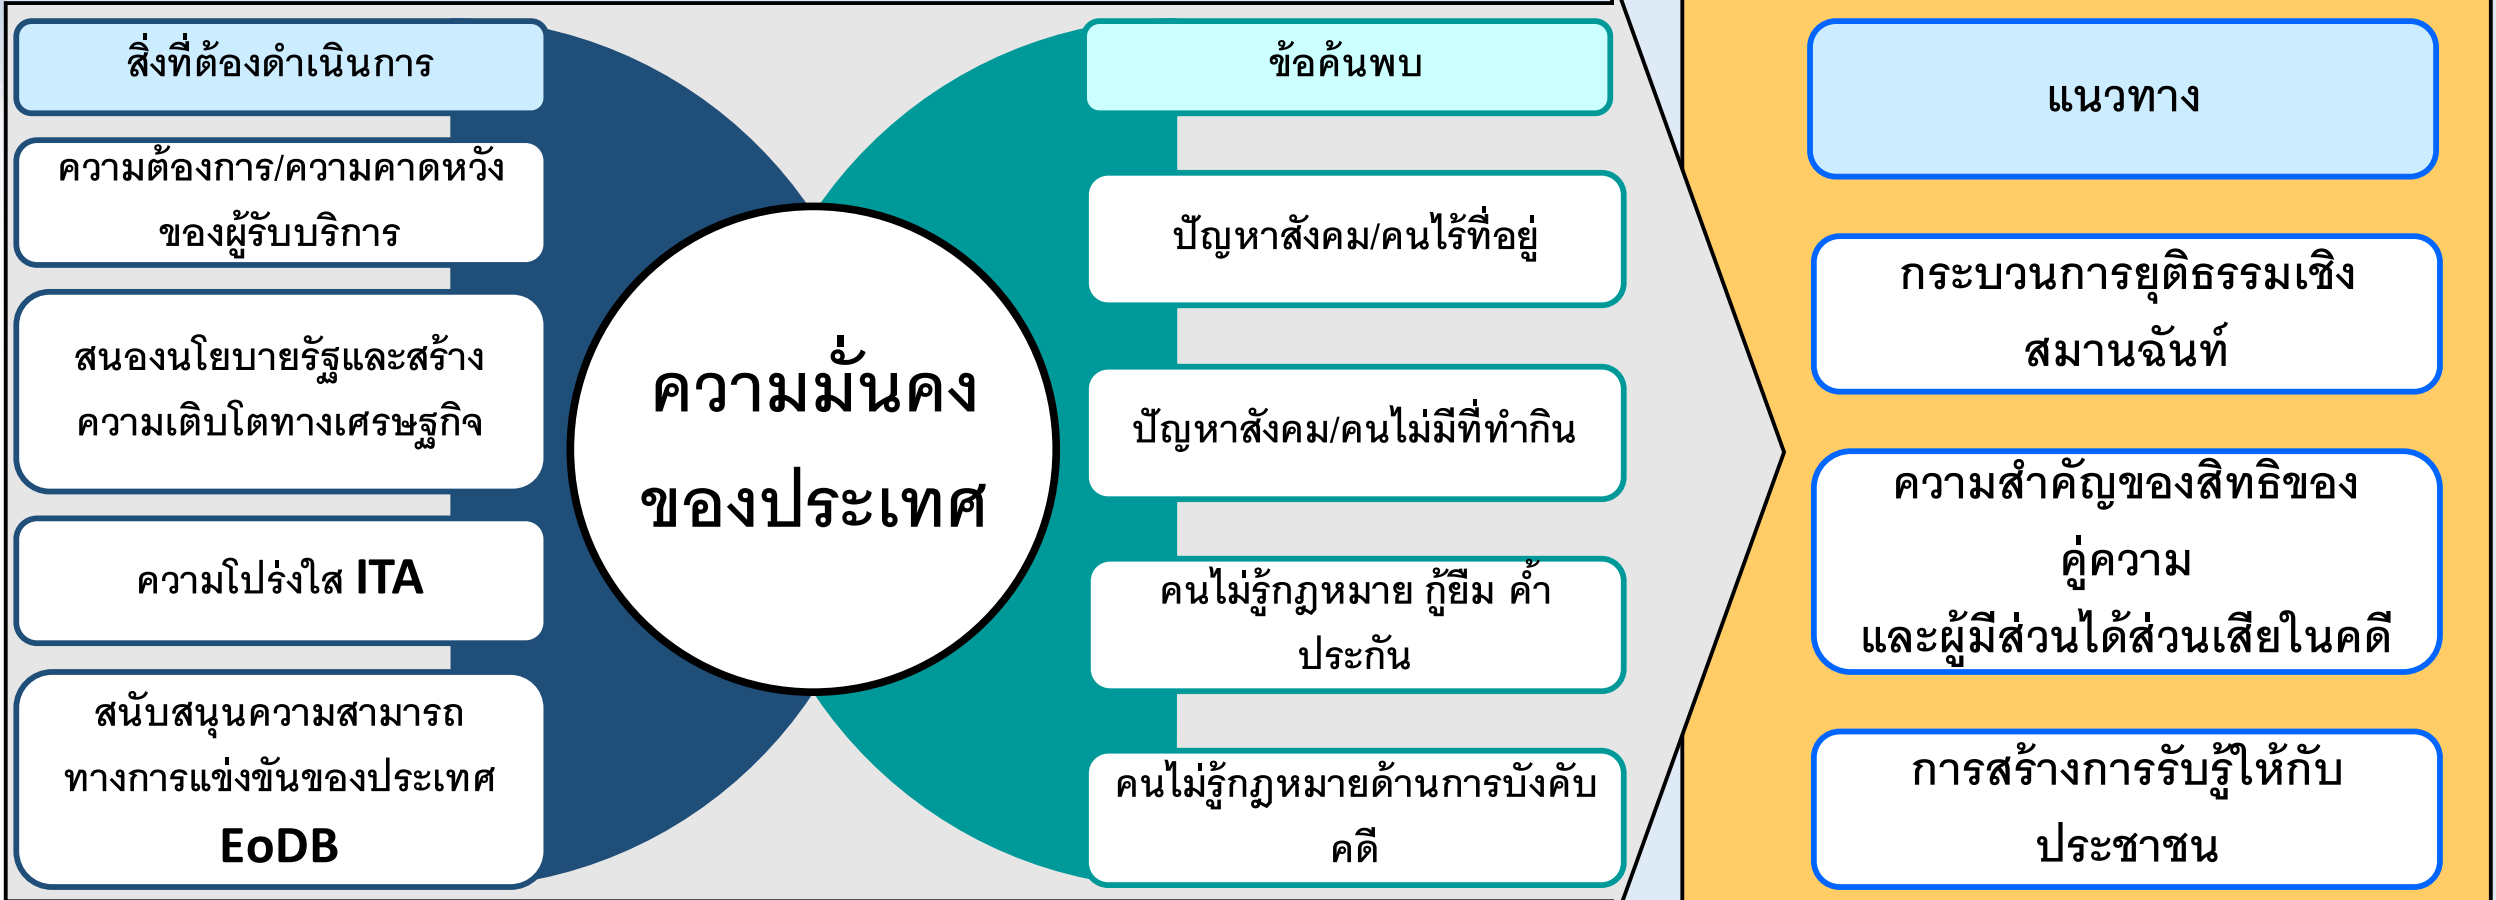 สิ่งที่ต้องดำเนินการ
ความต้องการ/ความคาดหวัง
ของผู้รับบริการ
สนองนโยบายรัฐและสร้าง
ความเติบโตทางเศรษฐกิจ
ความโปร่งใส ITA
สนับสนุนความสามารถ
ทางการแข่งขันของประเทศ
EoDB
ความมั่นคง
ของประเทศ
ข้อค้นพบ
ปัญหาสังคม/คนไร้ที่อยู่
ปัญหาสังคม/คนไม่มีที่ทำกิน
คนไม่รู้กฎหมาย กู้ยืม ค้ำ
ประกัน
คนไม่รู้กฎหมายด้านการบังคับ
คดี
แนวทาง
กระบวนการยุติธรรมเชิง
สมานฉันท์
ความสำคัญของสิทธิของ
คู่ความ
และผู้มีส่วนได้ส่วนเสียในคดี
การสร้างการรับรู้ให้กับ
ประชาชน